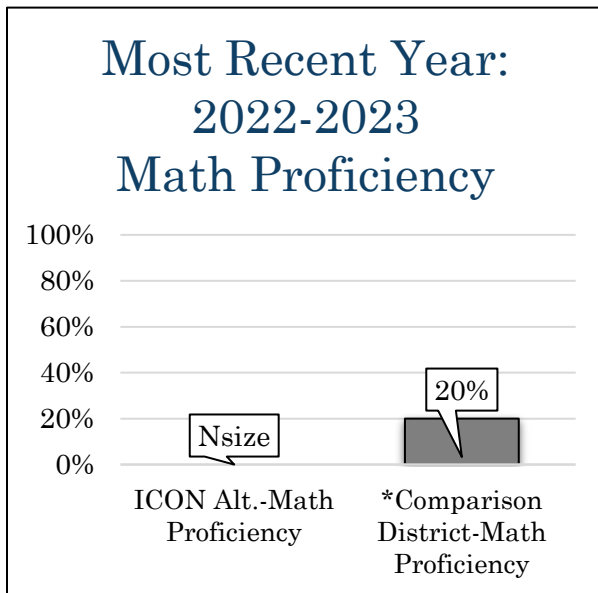 Most Recent Year:
2022-2023
Math Proficiency
100%
80%
60%
40%
20%
0%
Nsize
20%
ICON Alt.-Math
Proficiency
*Comparison
District-Math
Proficiency